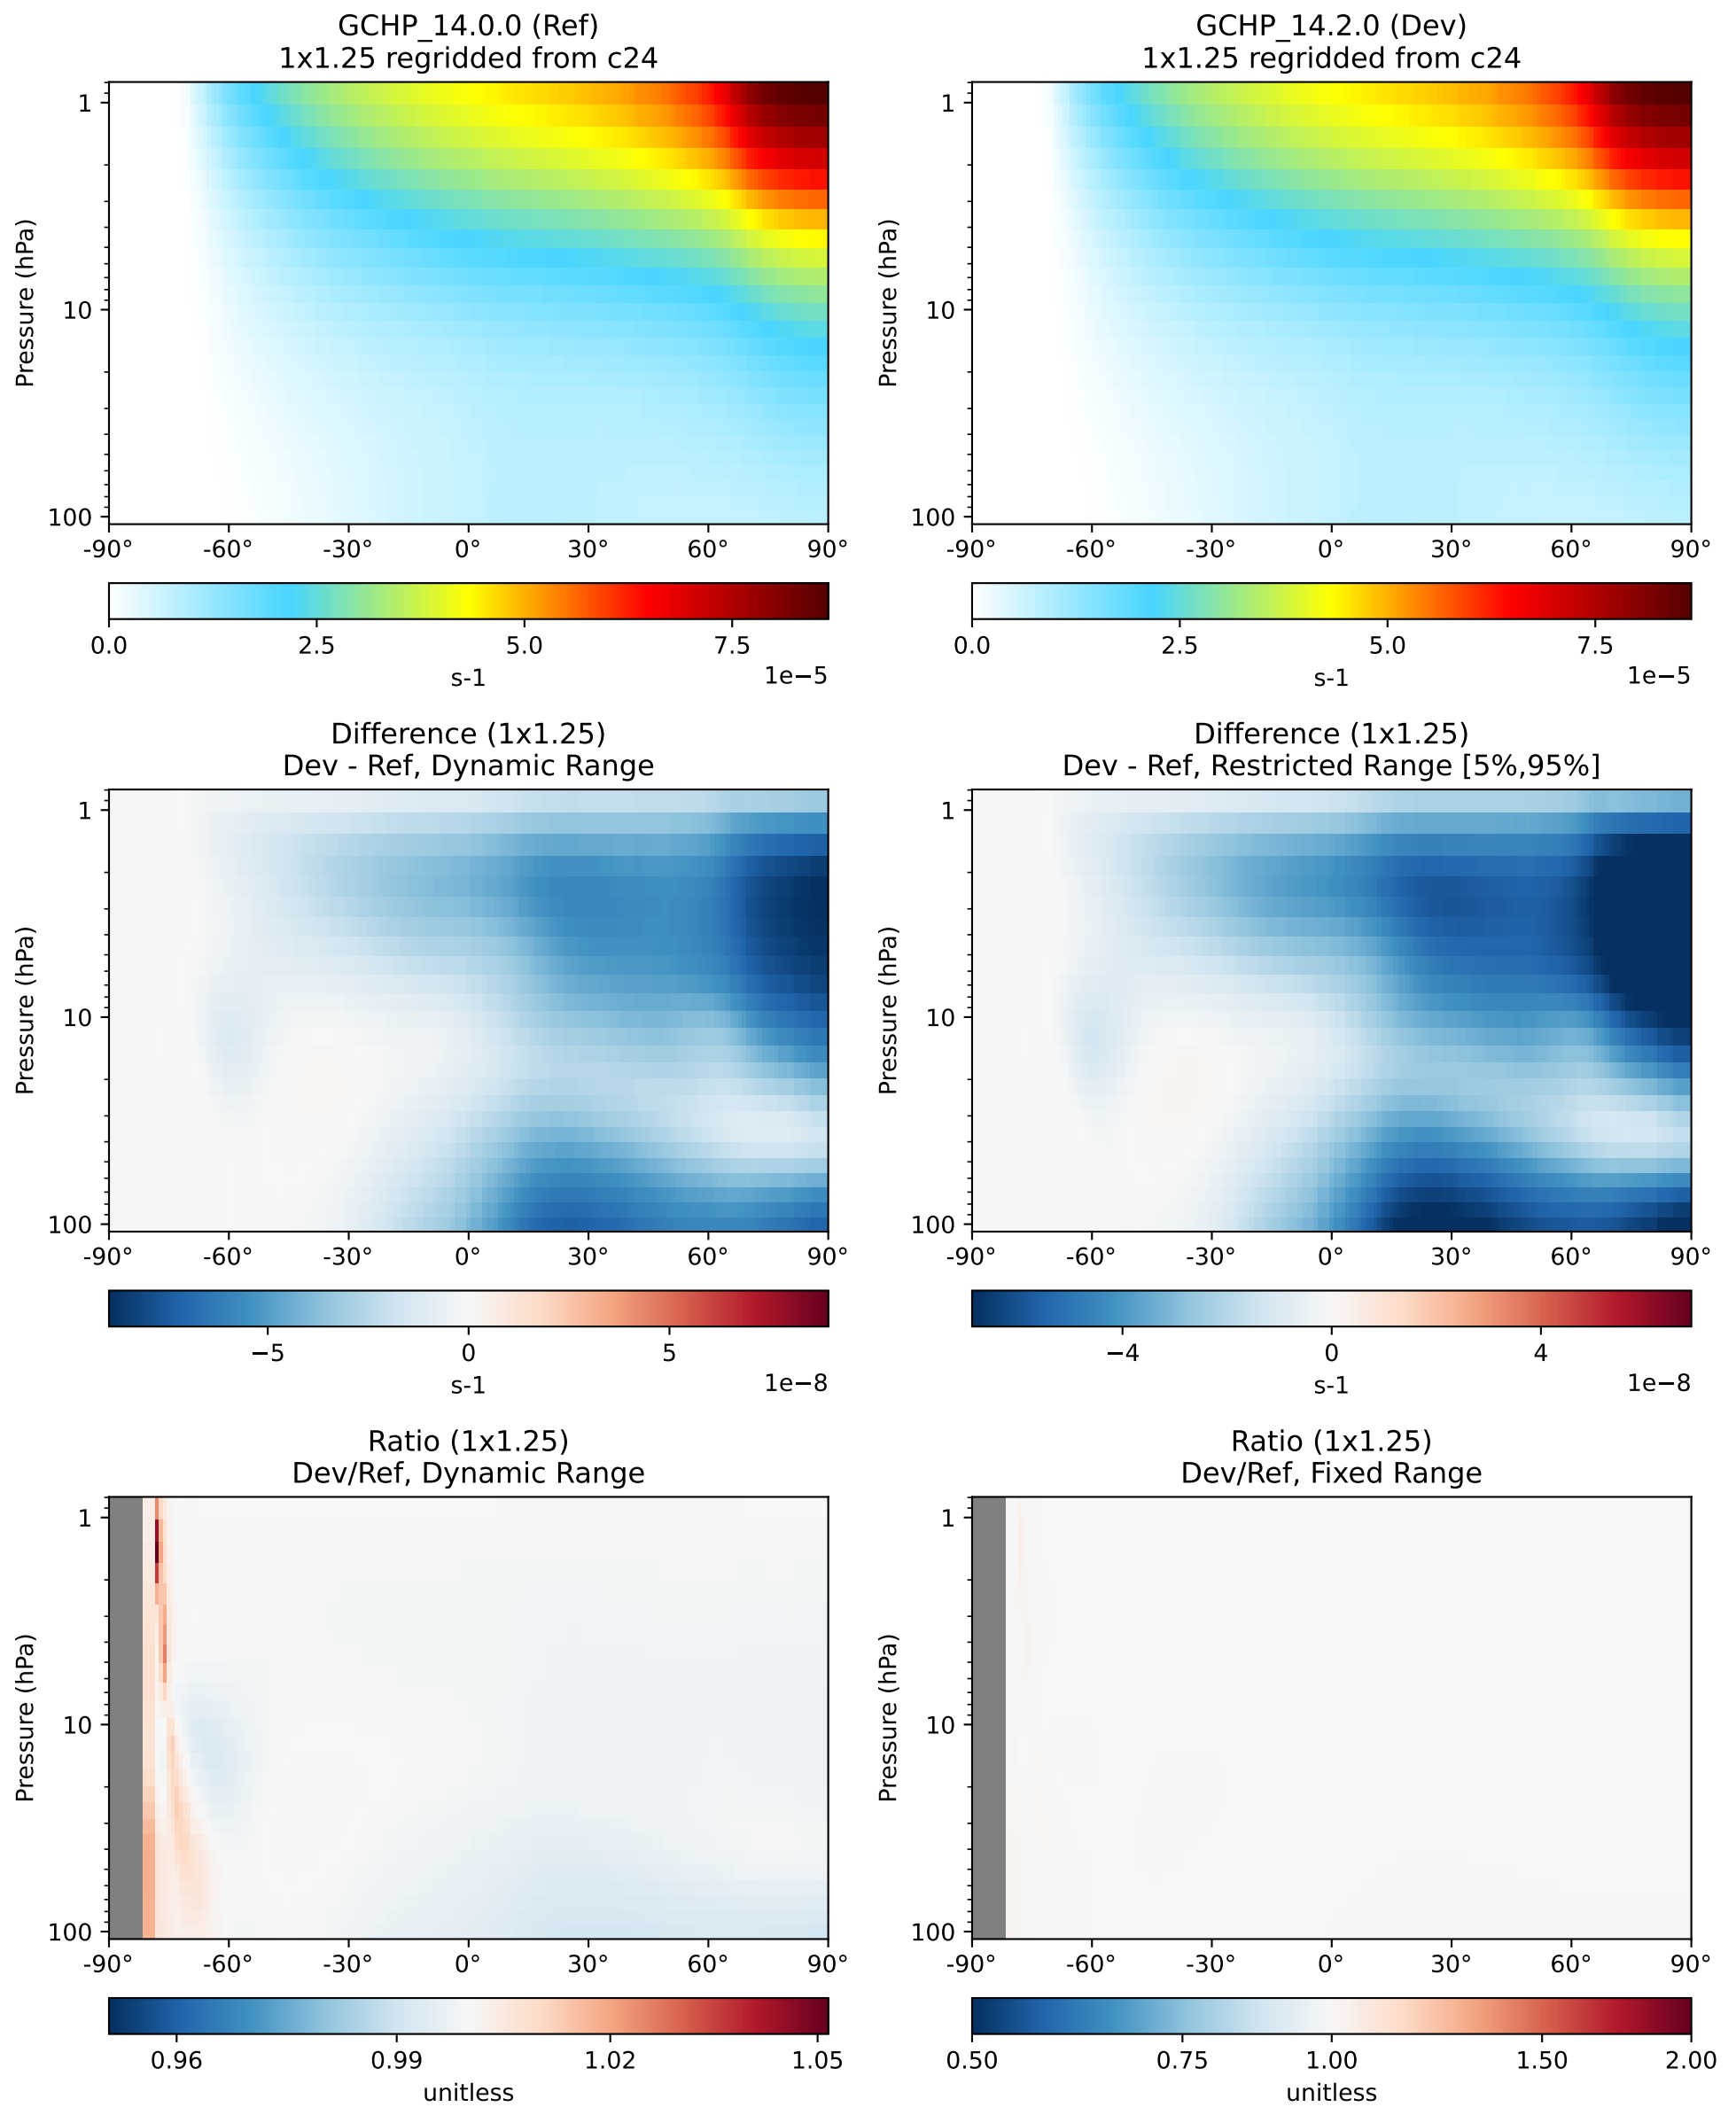 GCHP_14.0.0 (Ref)
1x1.25 regridded from c24
Pressure (hPa)
1
10
100
-90° -60° -30° 0° 30° 60° 90°
0.0 2.5 5.0 7.5
s-1
1e−5
GCHP_14.2.0 (Dev)
1x1.25 regridded from c24
Pressure (hPa)
1
10
100
-90° -60° -30° 0° 30° 60° 90°
0.0 2.5 5.0 7.5
s-1
1e−5
Difference (1x1.25)
Dev - Ref, Dynamic Range
Pressure (hPa)
1
10
100
-90° -60° -30° 0° 30° 60° 90°
−5 0 5
s-1
1e−8
Difference (1x1.25)
Dev - Ref, Restricted Range [5%,95%]
Pressure (hPa)
1
10
100
-90° -60° -30° 0° 30° 60° 90°
−4 0 4
s-1
1e−8
Ratio (1x1.25)
Dev/Ref, Dynamic Range
Pressure (hPa)
1
10
100
-90° -60° -30° 0° 30° 60° 90°
0.96 0.99 1.02 1.05
unitless
Ratio (1x1.25)
Dev/Ref, Fixed Range
Pressure (hPa)
1
10
100
-90° -60° -30° 0° 30° 60° 90°
0.50 0.75 1.00 1.50 2.00
unitless